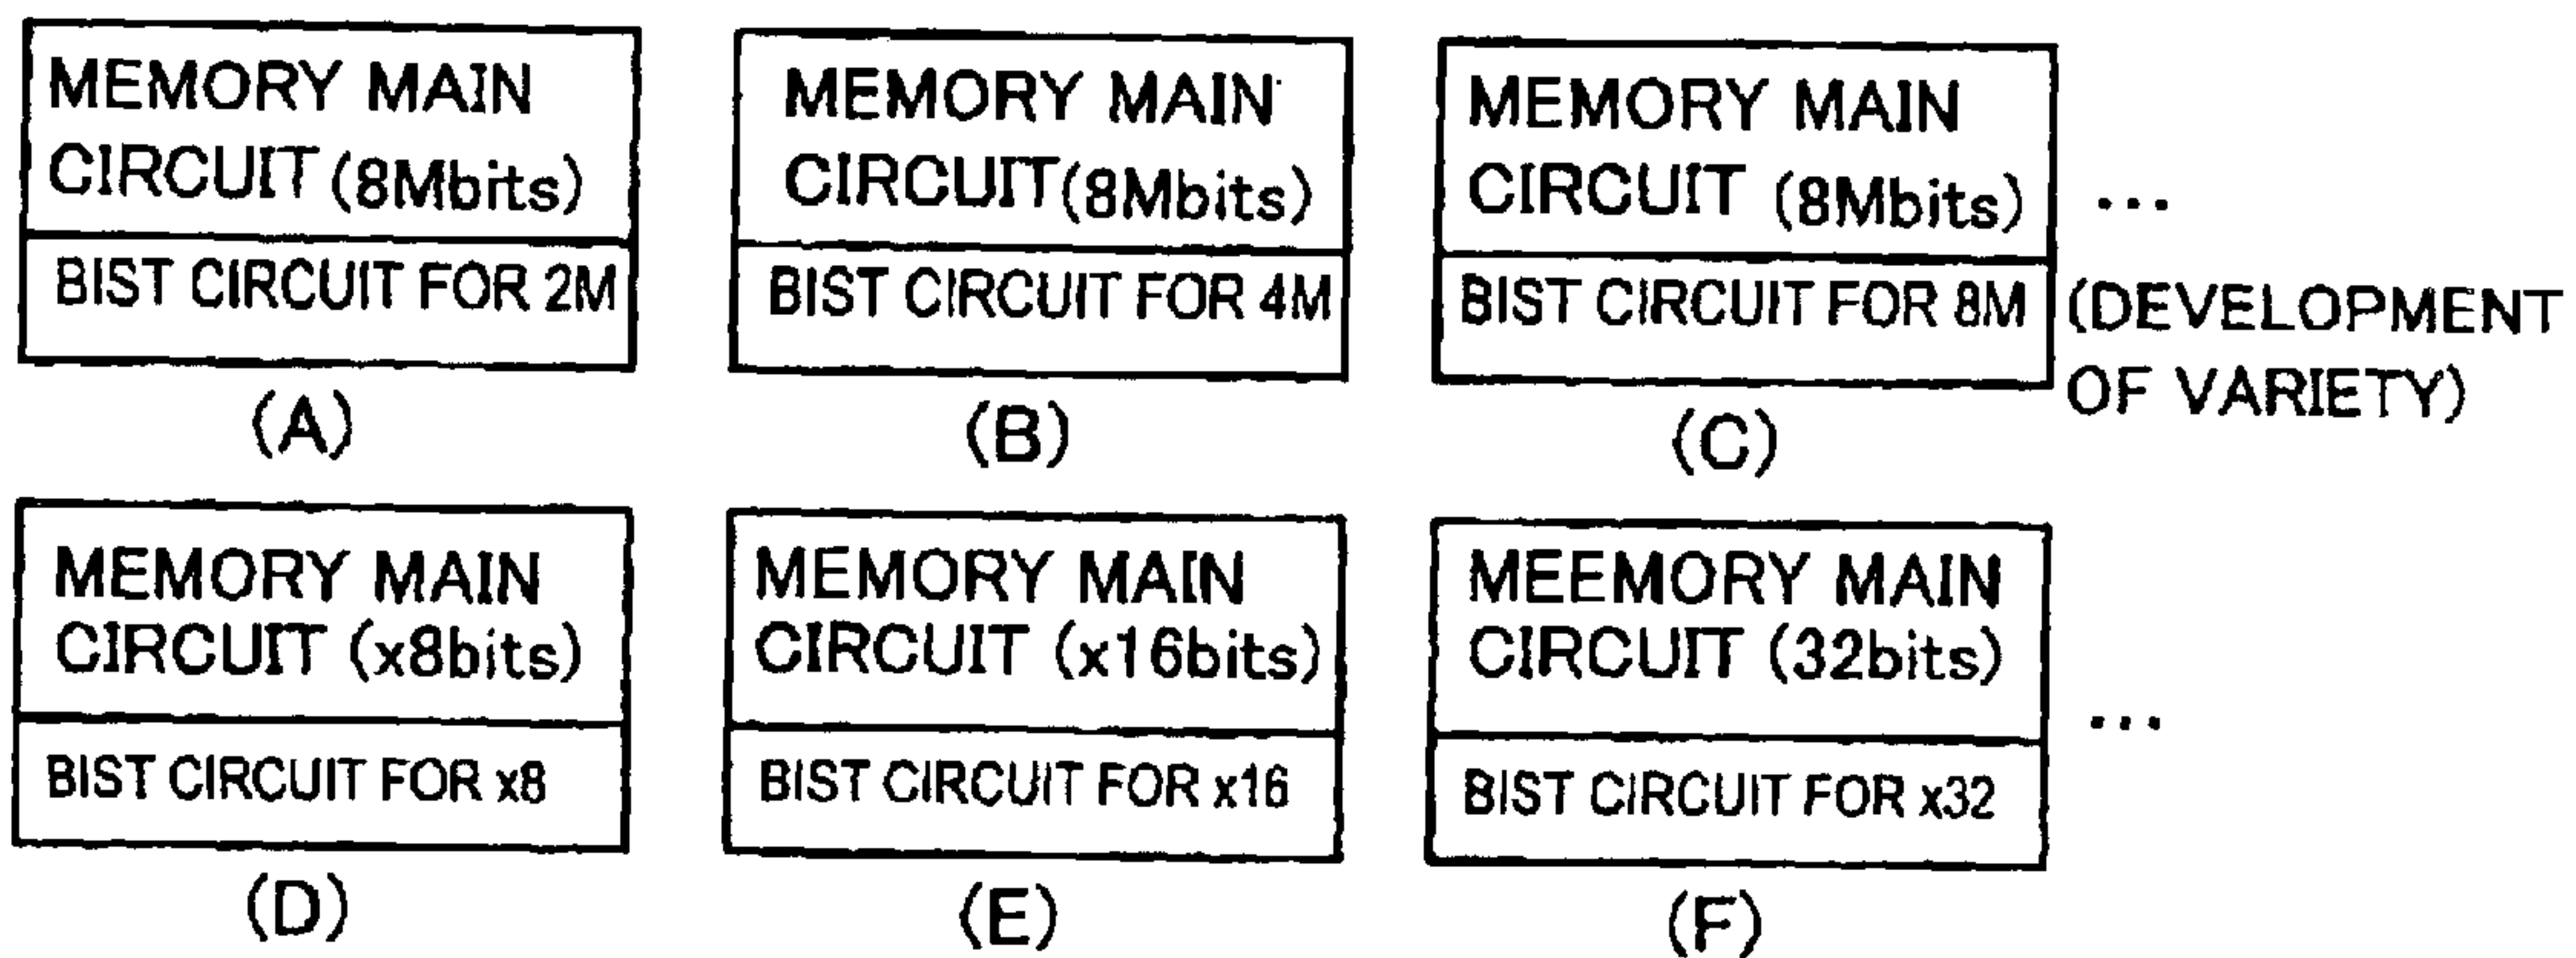 MEMORY MAIN
CIRCUIT (8Mbits)
BIST CIRCUIT FOR 2M
(A)
MEMORY MAIN
CIRCUIT(8Mbits)
BIST CIRCUIT FOR 4M
(B)
MEMORY MAIN
CIRCUIT (8Mbits)
BIST CIRCUIT FOR 8M
(C)
...
(DEVELOPMENT
OF VARIETY)
MEMORY MAIN
CIRCUIT (x8bits)
BIST CIRCUIT FOR x8
(D)
MEMORY MAIN
CIRCUIT (x16bits)
BIST CIRCUIT FOR x16
(E)
MEEMORY MAIN
CIRCUIT (32bits)
BIST CIRCUIT FOR x32
(F)
...